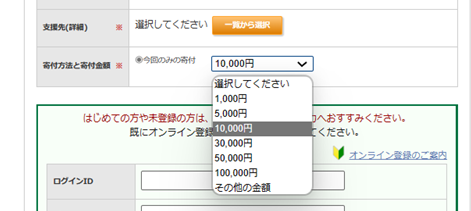 支援先(詳細) ※ 選択してください 一覧から選択
寄付方法と寄付金額 ※ 今回のみの寄付 10,000円
選択してください
1,000円
5,000円
10,000円
30,000円
50,000円
100,000円
その他の金額
はじめての方や未登録の方は、 力へおすすみください。
既にオンライン登録 てください。
オンライン登録のご案内
ログインID